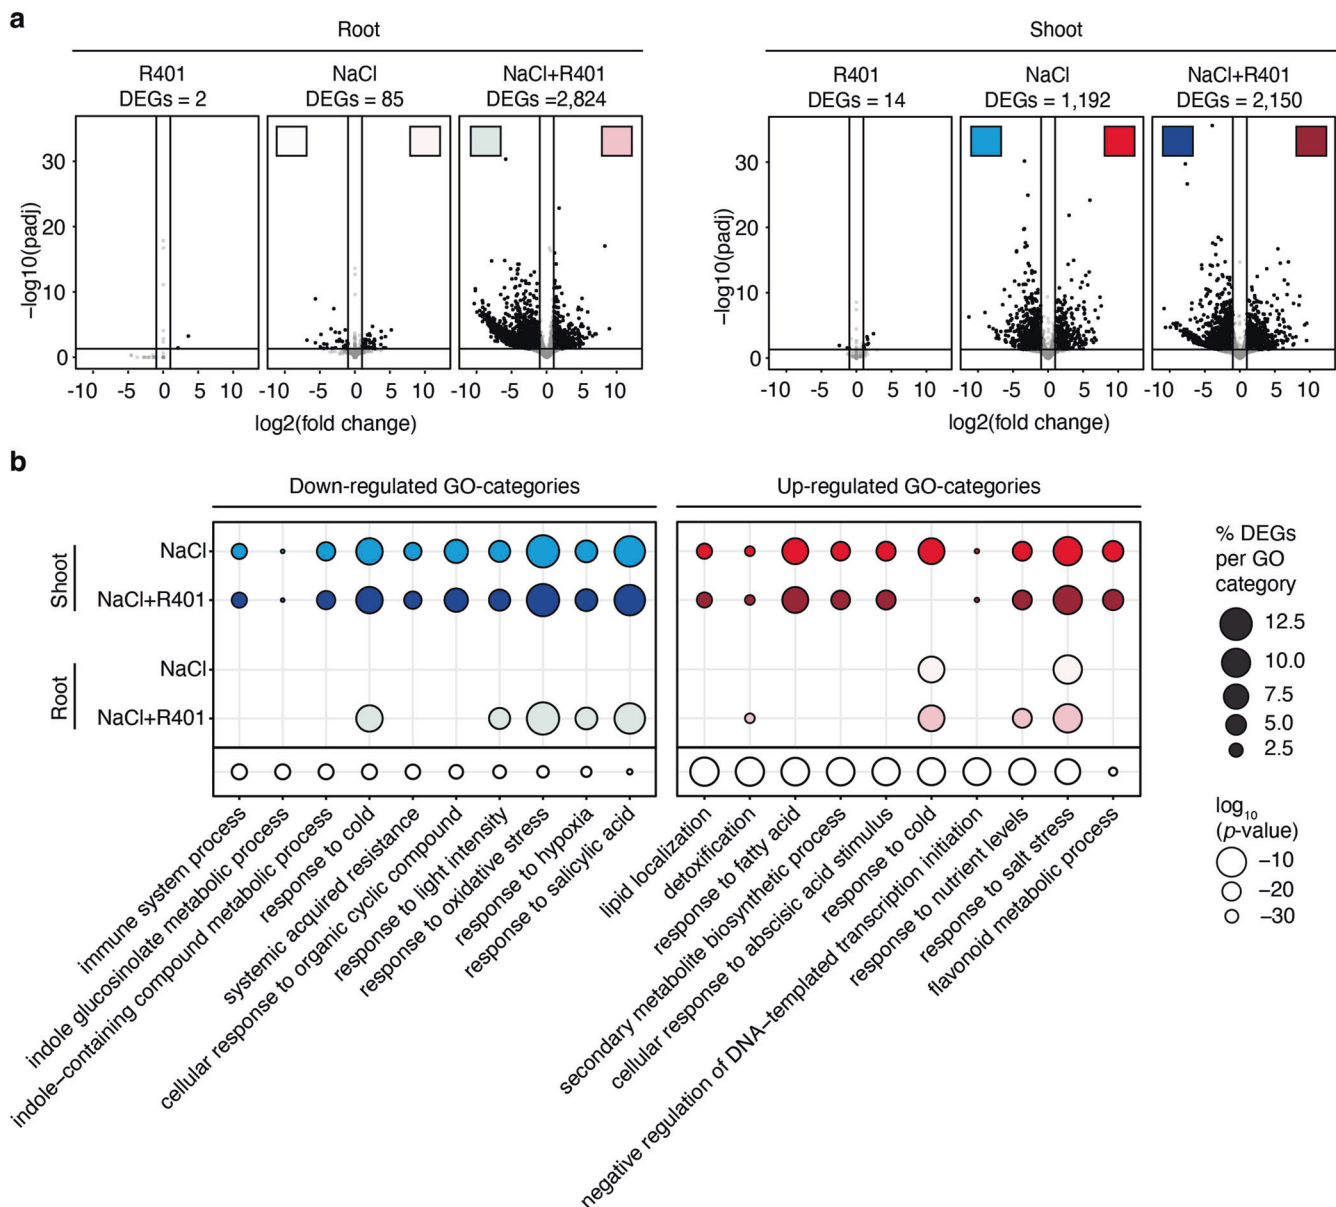 a
Root
Shoot
R401
DEGs = 2
NaCl
DEGs = 85
NaCl+R401
DEGs =2,824
R401
DEGs = 14
NaCl
DEGs = 1,192
NaCl+R401
DEGs = 2,150
−log10(padj)
30
20
10
0
-10 -5 0 5 10
-10 -5 0 5 10
-10 -5 0 5 10
log2(fold change)
−log10(padj)
30
20
10
0
-10 -5 0 5 10
-10 -5 0 5 10
-10 -5 0 5 10
log2(fold change)
b
Down-regulated GO-categories
Up-regulated GO-categories
Shoot
NaCl
NaCl+R401
Root
NaCl
NaCl+R401
immune system process
indole glucosinolate metabolic process
indole−containing compound metabolic process
response to cold
systemic acquired resistance
cellular response to organic cyclic compound
response to light intensity
response to oxidative stress
response to hypoxia
response to salicylic acid
lipid localization
detoxification
response to fatty acid
secondary metabolite biosynthetic process
cellular response to abscisic acid stimulus
response to cold
negative regulation of DNA−templated transcription initiation
response to nutrient levels
response to salt stress
flavonoid metabolic process
% DEGs
per GO
category
12.5
10.0
7.5
5.0
2.5
log10
(p-value)
−10
−20
−30